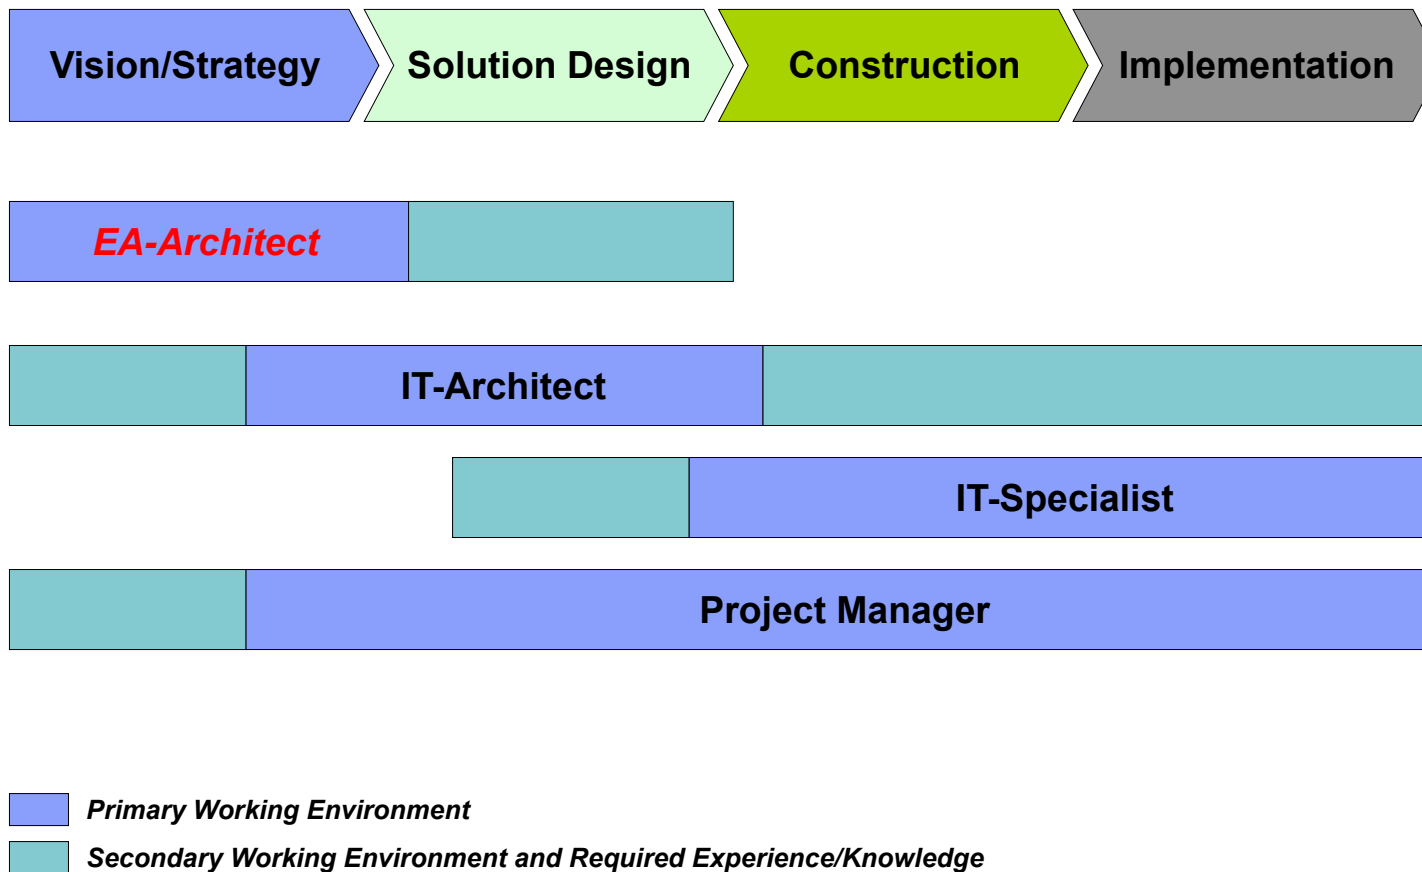 Vision/Strategy
Solution Design
Construction
Implementation
EA-Architect
IT-Architect
IT-Specialist
Project Manager
Primary Working Environment
Secondary Working Environment and Required Experience/Knowledge